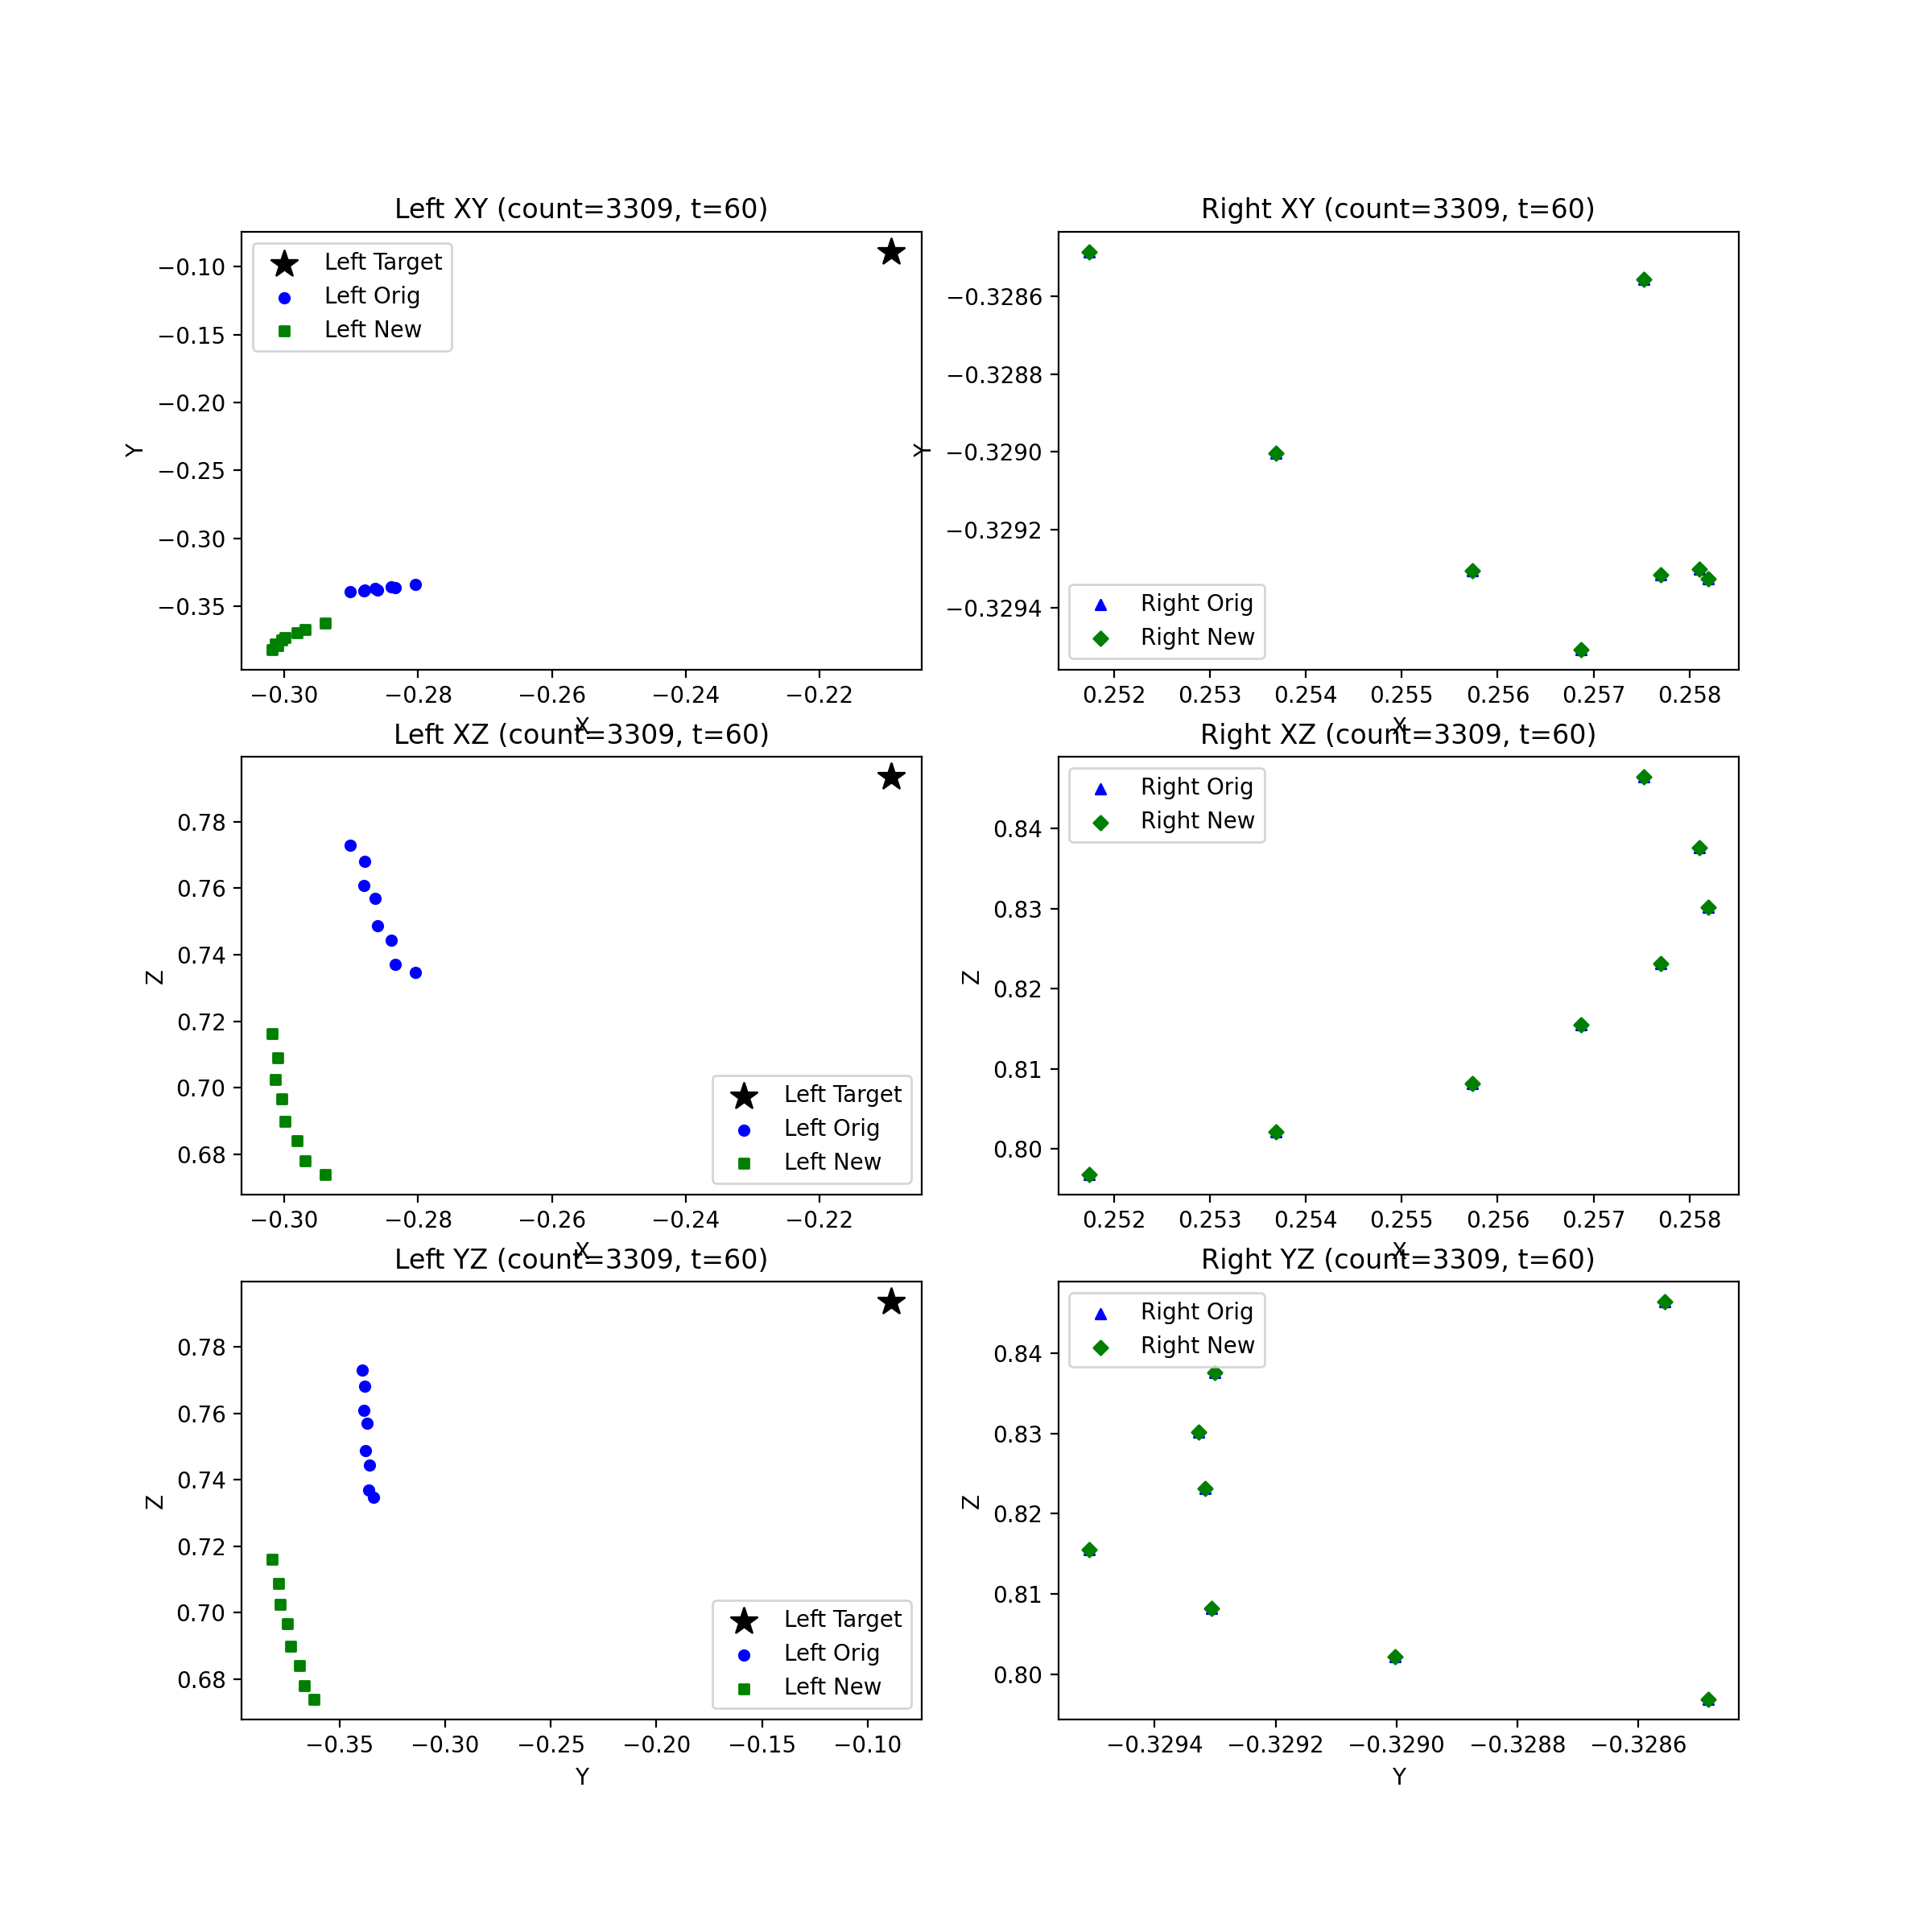 Left XY (count=3309, t=60)
Left Target
Left Orig
Left New
−0.10
−0.15
−0.20
−0.25
−0.30
−0.35
Y
−0.30
−0.28
−0.26
−0.24
−0.22
X
Right XY (count=3309, t=60)
−0.3286
−0.3288
−0.3290
−0.3292
−0.3294
Y
Right Orig
Right New
0.252
0.253
0.254
0.255
0.256
0.257
0.258
X
Left XZ (count=3309, t=60)
0.78
0.76
0.74
0.72
0.70
0.68
Z
Left Target
Left Orig
Left New
−0.30
−0.28
−0.26
−0.24
−0.22
X
Right XZ (count=3309, t=60)
Right Orig
Right New
0.84
0.83
0.82
0.81
0.80
Z
0.252
0.253
0.254
0.255
0.256
0.257
0.258
X
Left YZ (count=3309, t=60)
0.78
0.76
0.74
0.72
0.70
0.68
Z
Left Target
Left Orig
Left New
−0.35
−0.30
−0.25
−0.20
−0.15
−0.10
Y
Right YZ (count=3309, t=60)
Right Orig
Right New
0.84
0.83
0.82
0.81
0.80
Z
−0.3294
−0.3292
−0.3290
−0.3288
−0.3286
Y